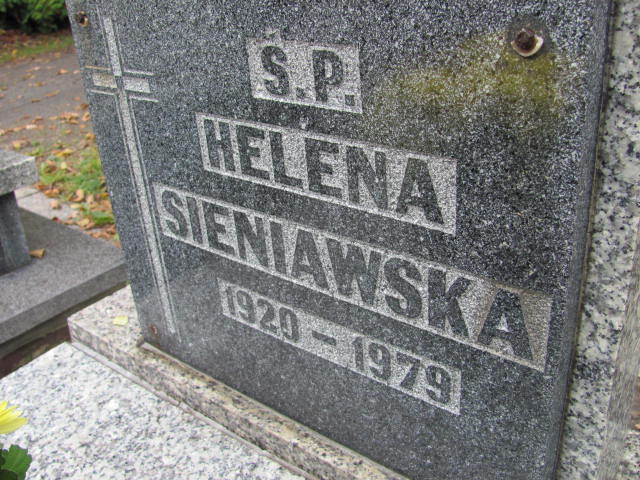 Ś.P.
HELENA
SIENIAWSKA
1920 - 1979